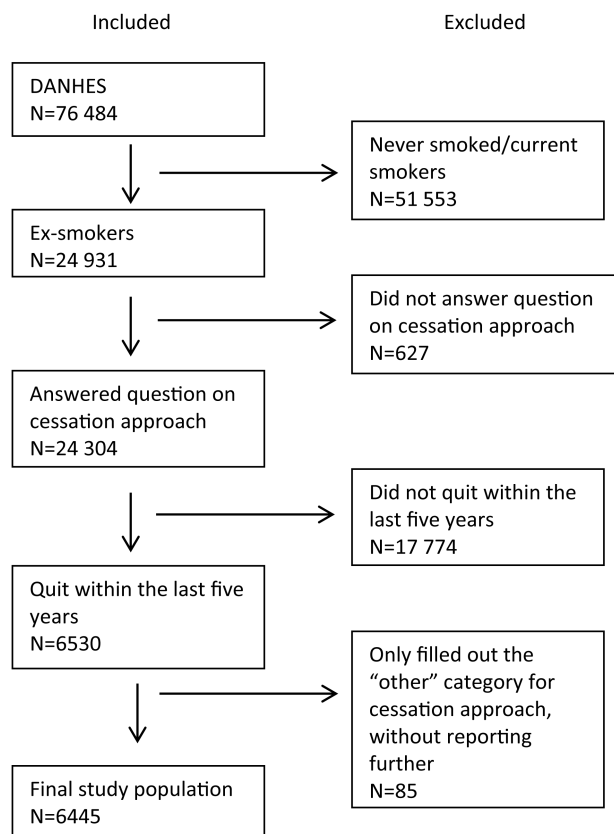 Included
Excluded
DANHES
N=76 484
Never smoked/current
smokers
N=51 553
Ex-smokers
N=24 931
Did not answer question
on cessation approach
N=627
Answered question on
cessation approach
N=24 304
Did not quit within the
last five years
N=17 774
Quit within the last five
years
N=6530
Only filled out the
“other” category for
cessation approach,
without reporting
further
N=85
Final study population
N=6445